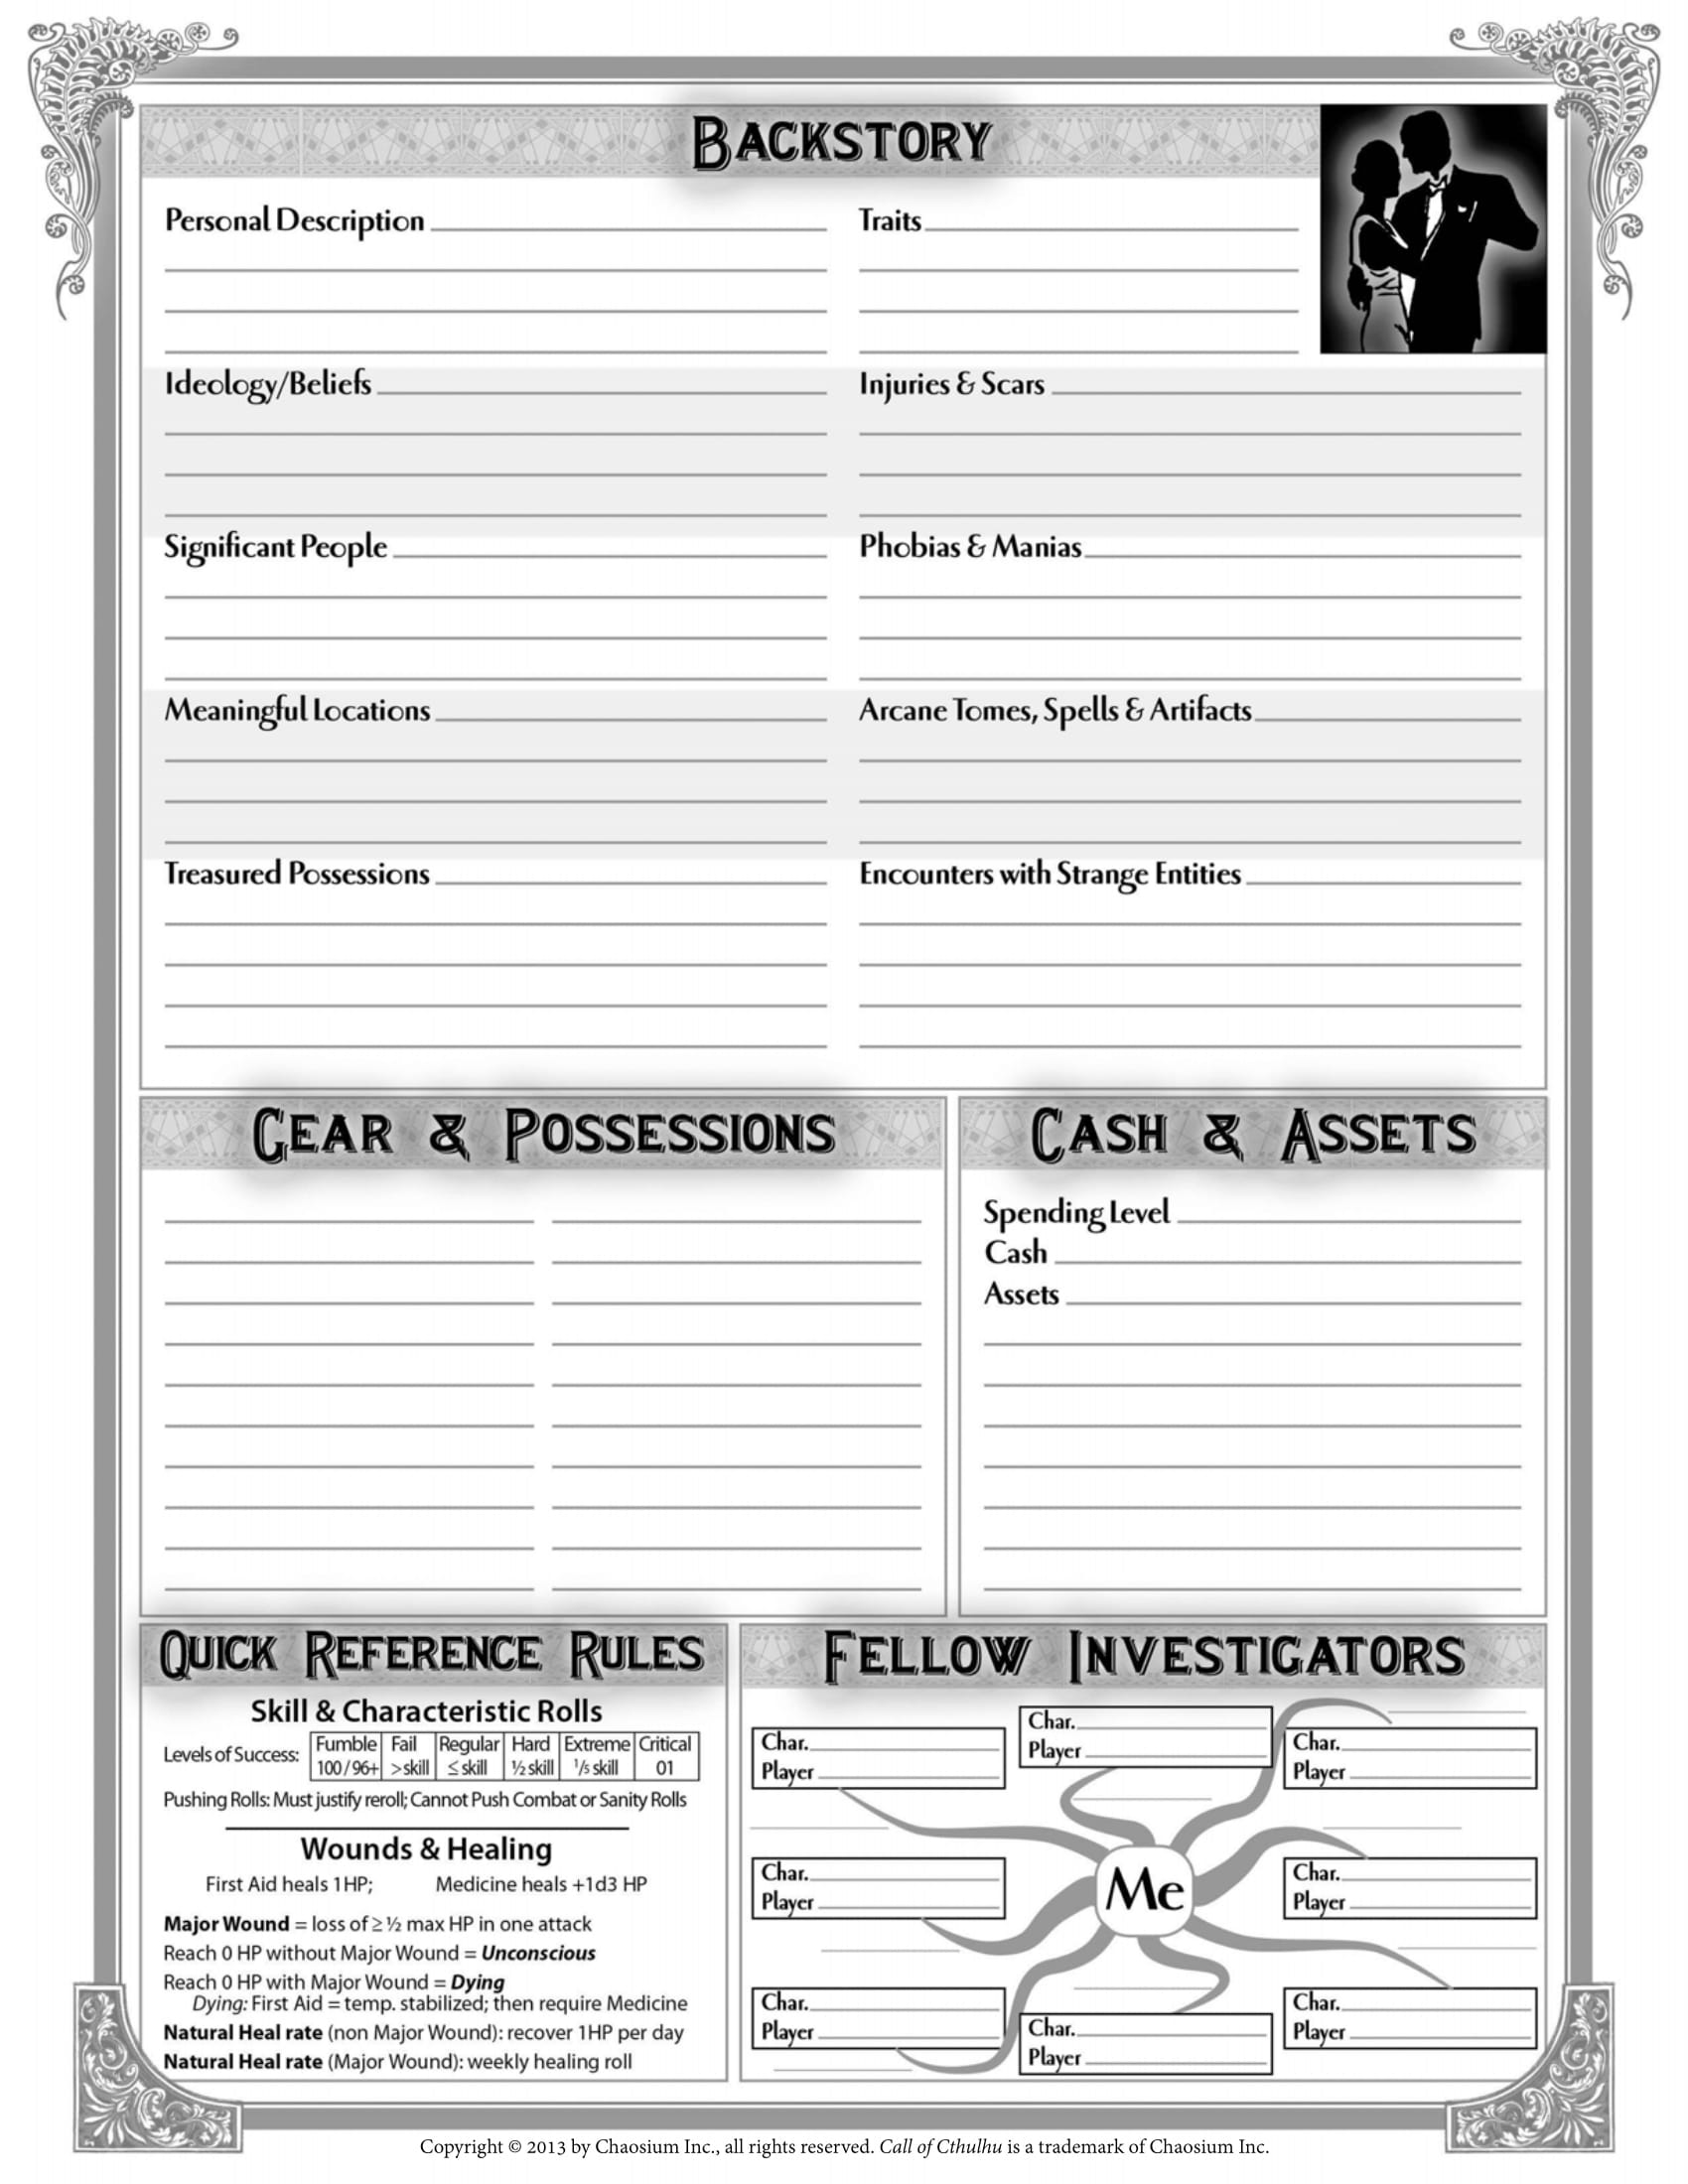 BACKSTORY
Personal Description
Traits
Ideology/Beliefs
Injuries & Scars
Significant People
Phobias & Manias
Meaningful Locations
Arcane Tomes, Spells & Artifacts
Treasured Possessions
Encounters with Strange Entities
GEAR & POSSESSIONS
CASH & ASSETS
Spending Level
Cash
Assets
QUICK REFERENCE RULES
Skill & Characteristic Rolls
Levels of Success: Fumble Fail Regular Hard Extreme Critical
100/96+ >skill ≤ skill ½ skill 1/5 skill 01
Pushing Rolls: Must justify reroll; Cannot Push Combat or Sanity Rolls
Wounds & Healing
First Aid heals 1HP; Medicine heals +1d3 HP
Major Wound = loss of ≥ ½ max HP in one attack
Reach 0 HP without Major Wound = Unconscious
Reach 0 HP with Major Wound = Dying
Dying: First Aid = temp. stabilized; then require Medicine
Natural Heal rate (non Major Wound): recover 1HP per day
Natural Heal rate (Major Wound): weekly healing roll
FELLOW INVESTIGATORS
Char.
Player
Char.
Player
Char.
Player
Char.
Player
Me
Char.
Player
Char.
Player
Char.
Player
Char.
Player
Copyright © 2013 by Chaosium Inc., all rights reserved. Call of Cthulhu is a trademark of Chaosium Inc.